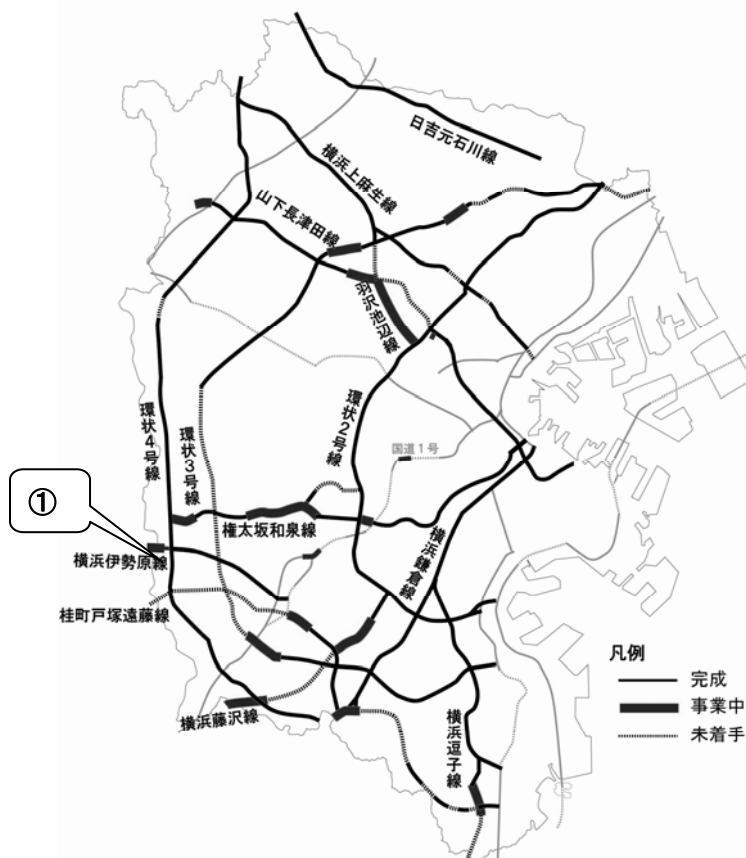 日吉元石川線
横浜上麻生線
山下長津田線
羽沢池辺線
環状2号線
国道1号
環状4号線
環状3号線
①
権太坂和泉線
横浜鎌倉線
横浜伊勢原線
桂町戸塚遠藤線
横浜藤沢線
横浜逗子線
凡例
完成
事業中
未着手